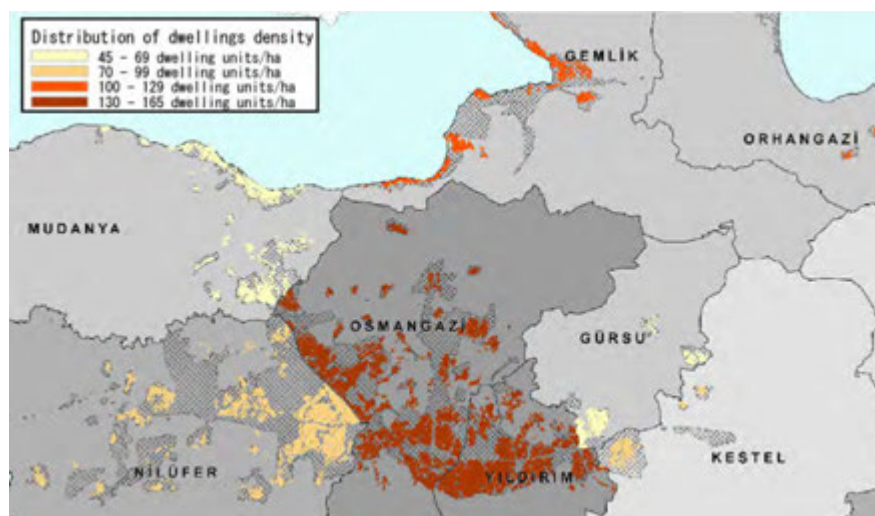 Distribution of dwellings density
45 - 69 dwelling units/ha
70 - 99 dwelling units/ha
100 - 129 dwelling units/ha
130 - 165 dwelling units/ha
GEMLİK
ORHANGAZİ
MUDANYA
OSMANGAZİ
GÜRSU
NİLÜFER
YILDIRIM
KESTEL